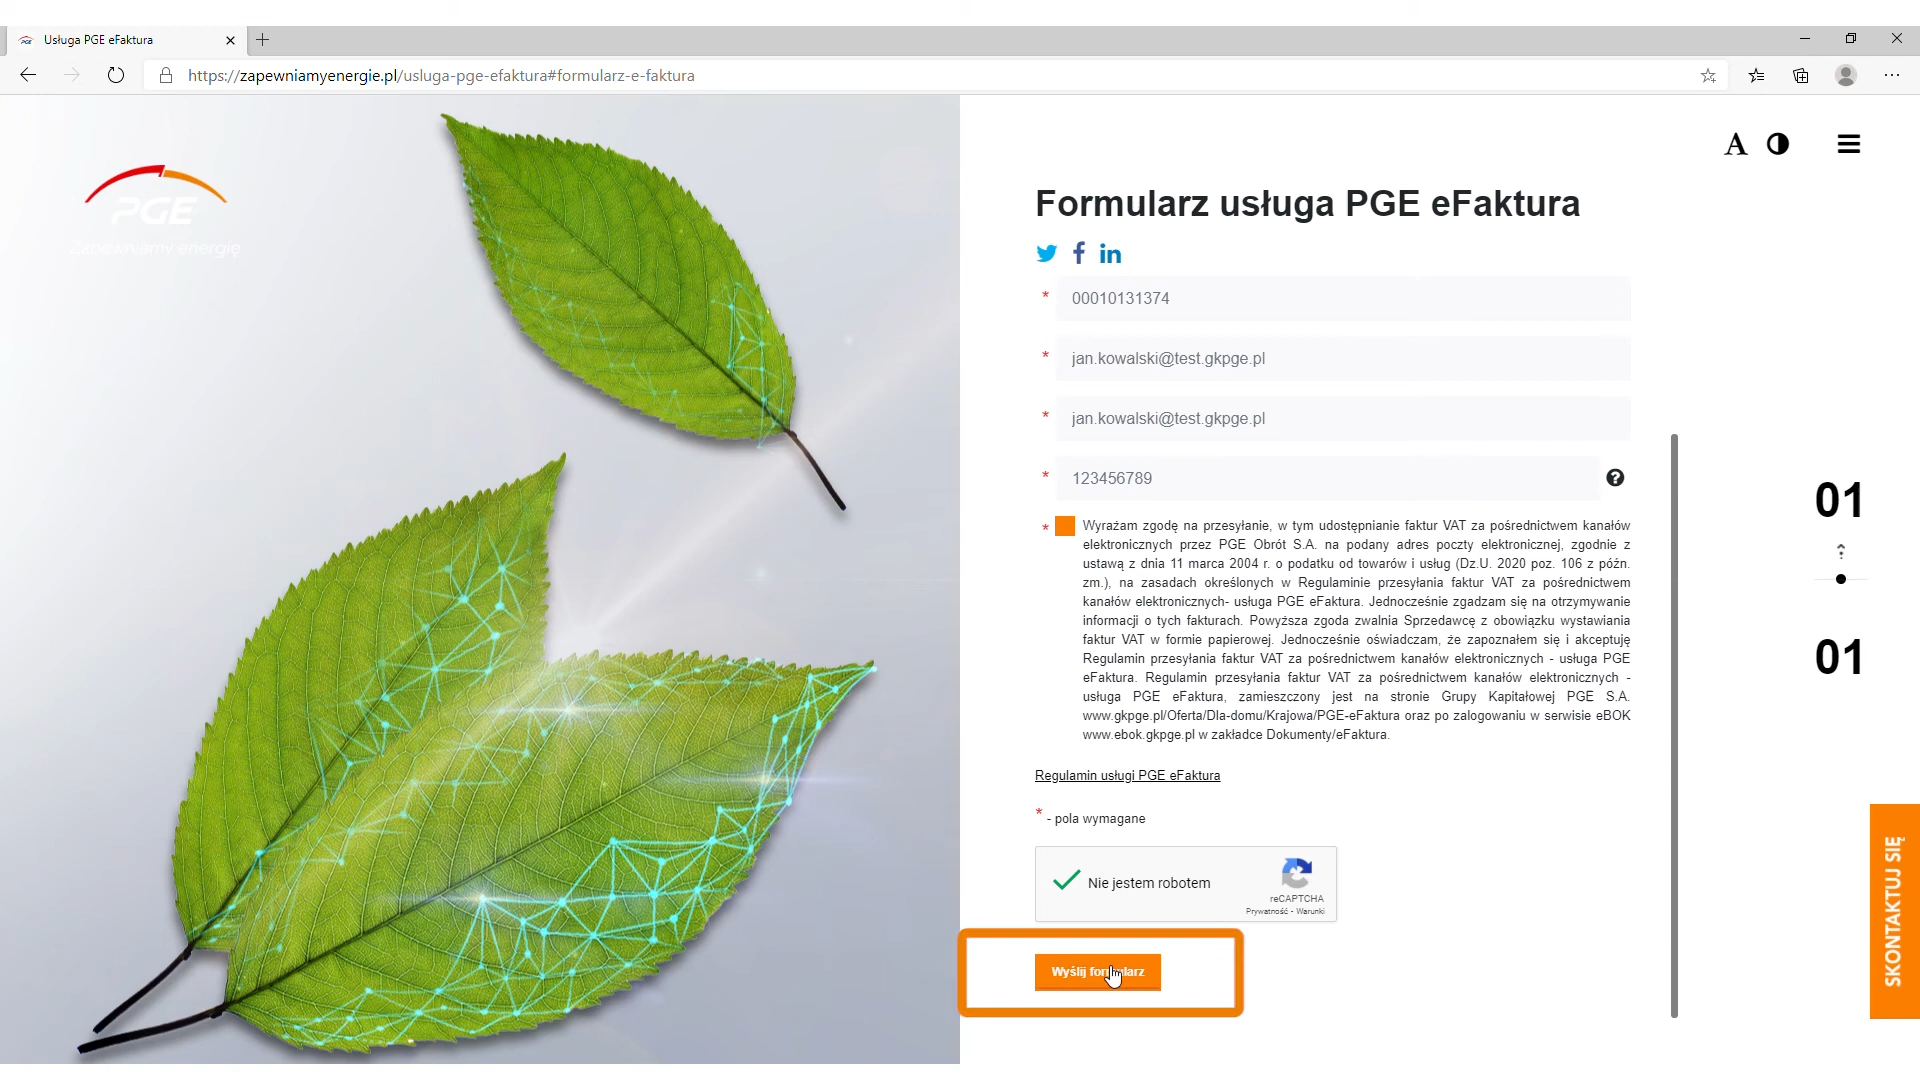 Usługa PGE eFaktura
https://zapewniamyenergie.pl/usluga-pge-efaktura#formularz-e-faktura
PGE
Zapewniamy energię
A
Formularz usługa PGE eFaktura
* 00010131374
* jan.kowalski@test.gkpge.pl
* jan.kowalski@test.gkpge.pl
* 123456789
* Wyrażam zgodę na przesyłanie, w tym udostępnianie faktur VAT za pośrednictwem kanałów
elektronicznych przez PGE Obrót S.A. na podany adres poczty elektronicznej, zgodnie z
ustawą z dnia 11 marca 2004 r. o podatku od towarów i usług (Dz.U. 2020 poz. 106 z późn.
zm.), na zasadach określonych w Regulaminie przesyłania faktur VAT za pośrednictwem
kanałów elektronicznych- usługa PGE eFaktura. Jednocześnie zgadzam się na otrzymywanie
informacji o tych fakturach. Powyższa zgoda zwalnia Sprzedawcę z obowiązku wystawiania
faktur VAT w formie papierowej. Jednocześnie oświadczam, że zapoznałem się i akceptuję
Regulamin przesyłania faktur VAT za pośrednictwem kanałów elektronicznych - usługa PGE
eFaktura. Regulamin przesyłania faktur VAT za pośrednictwem kanałów elektronicznych -
usługa PGE eFaktura, zamieszczony jest na stronie Grupy Kapitałowej PGE S.A.
www.gkpge.pl/Oferta/Dla-domu/Krajowa/PGE-eFaktura oraz po zalogowaniu w serwisie eBOK
www.ebok.gkpge.pl w zakładce Dokumenty/eFaktura.
Regulamin usługi PGE eFaktura
* - pola wymagane
Nie jestem robotem
reCAPTCHA
Prywatność - Warunki
Wyślij formularz
01
01
SKONTAKTUJ SIĘ